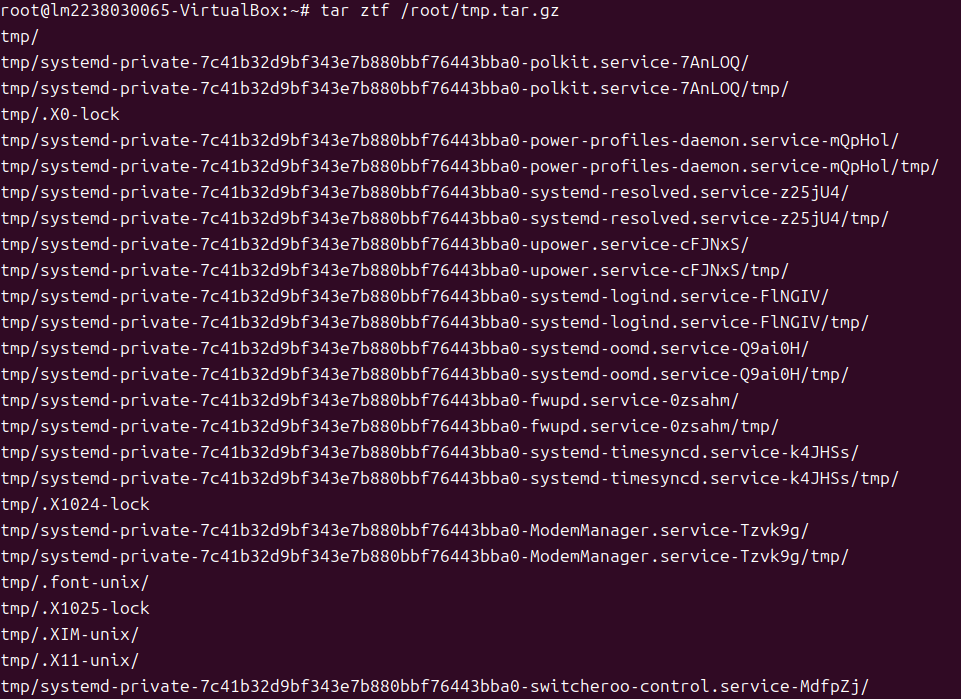 root@lm2238030065-VirtualBox:~# tar ztf /root/tmp.tar.gz
tmp/
tmp/systemd-private-7c41b32d9bf343e7b880bbf76443bba0-polkit.service-7AnLOQ/
tmp/systemd-private-7c41b32d9bf343e7b880bbf76443bba0-polkit.service-7AnLOQ/tmp/
tmp/.X0-lock
tmp/systemd-private-7c41b32d9bf343e7b880bbf76443bba0-power-profiles-daemon.service-mQpHol/
tmp/systemd-private-7c41b32d9bf343e7b880bbf76443bba0-power-profiles-daemon.service-mQpHol/tmp/
tmp/systemd-private-7c41b32d9bf343e7b880bbf76443bba0-systemd-resolved.service-z25jU4/
tmp/systemd-private-7c41b32d9bf343e7b880bbf76443bba0-systemd-resolved.service-z25jU4/tmp/
tmp/systemd-private-7c41b32d9bf343e7b880bbf76443bba0-upower.service-cFJNxS/
tmp/systemd-private-7c41b32d9bf343e7b880bbf76443bba0-upower.service-cFJNxS/tmp/
tmp/systemd-private-7c41b32d9bf343e7b880bbf76443bba0-systemd-logind.service-FlNGIV/
tmp/systemd-private-7c41b32d9bf343e7b880bbf76443bba0-systemd-logind.service-FlNGIV/tmp/
tmp/systemd-private-7c41b32d9bf343e7b880bbf76443bba0-systemd-oomd.service-Q9ai0H/
tmp/systemd-private-7c41b32d9bf343e7b880bbf76443bba0-systemd-oomd.service-Q9ai0H/tmp/
tmp/systemd-private-7c41b32d9bf343e7b880bbf76443bba0-fwupd.service-0zsahm/
tmp/systemd-private-7c41b32d9bf343e7b880bbf76443bba0-fwupd.service-0zsahm/tmp/
tmp/systemd-private-7c41b32d9bf343e7b880bbf76443bba0-systemd-timesyncd.service-k4JHSs/
tmp/systemd-private-7c41b32d9bf343e7b880bbf76443bba0-systemd-timesyncd.service-k4JHSs/tmp/
tmp/.X1024-lock
tmp/systemd-private-7c41b32d9bf343e7b880bbf76443bba0-ModemManager.service-Tzvk9g/
tmp/systemd-private-7c41b32d9bf343e7b880bbf76443bba0-ModemManager.service-Tzvk9g/tmp/
tmp/.font-unix/
tmp/.X1025-lock
tmp/.XIM-unix/
tmp/.X11-unix/
tmp/systemd-private-7c41b32d9bf343e7b880bbf76443bba0-switcheroo-control.service-MdfpZj/